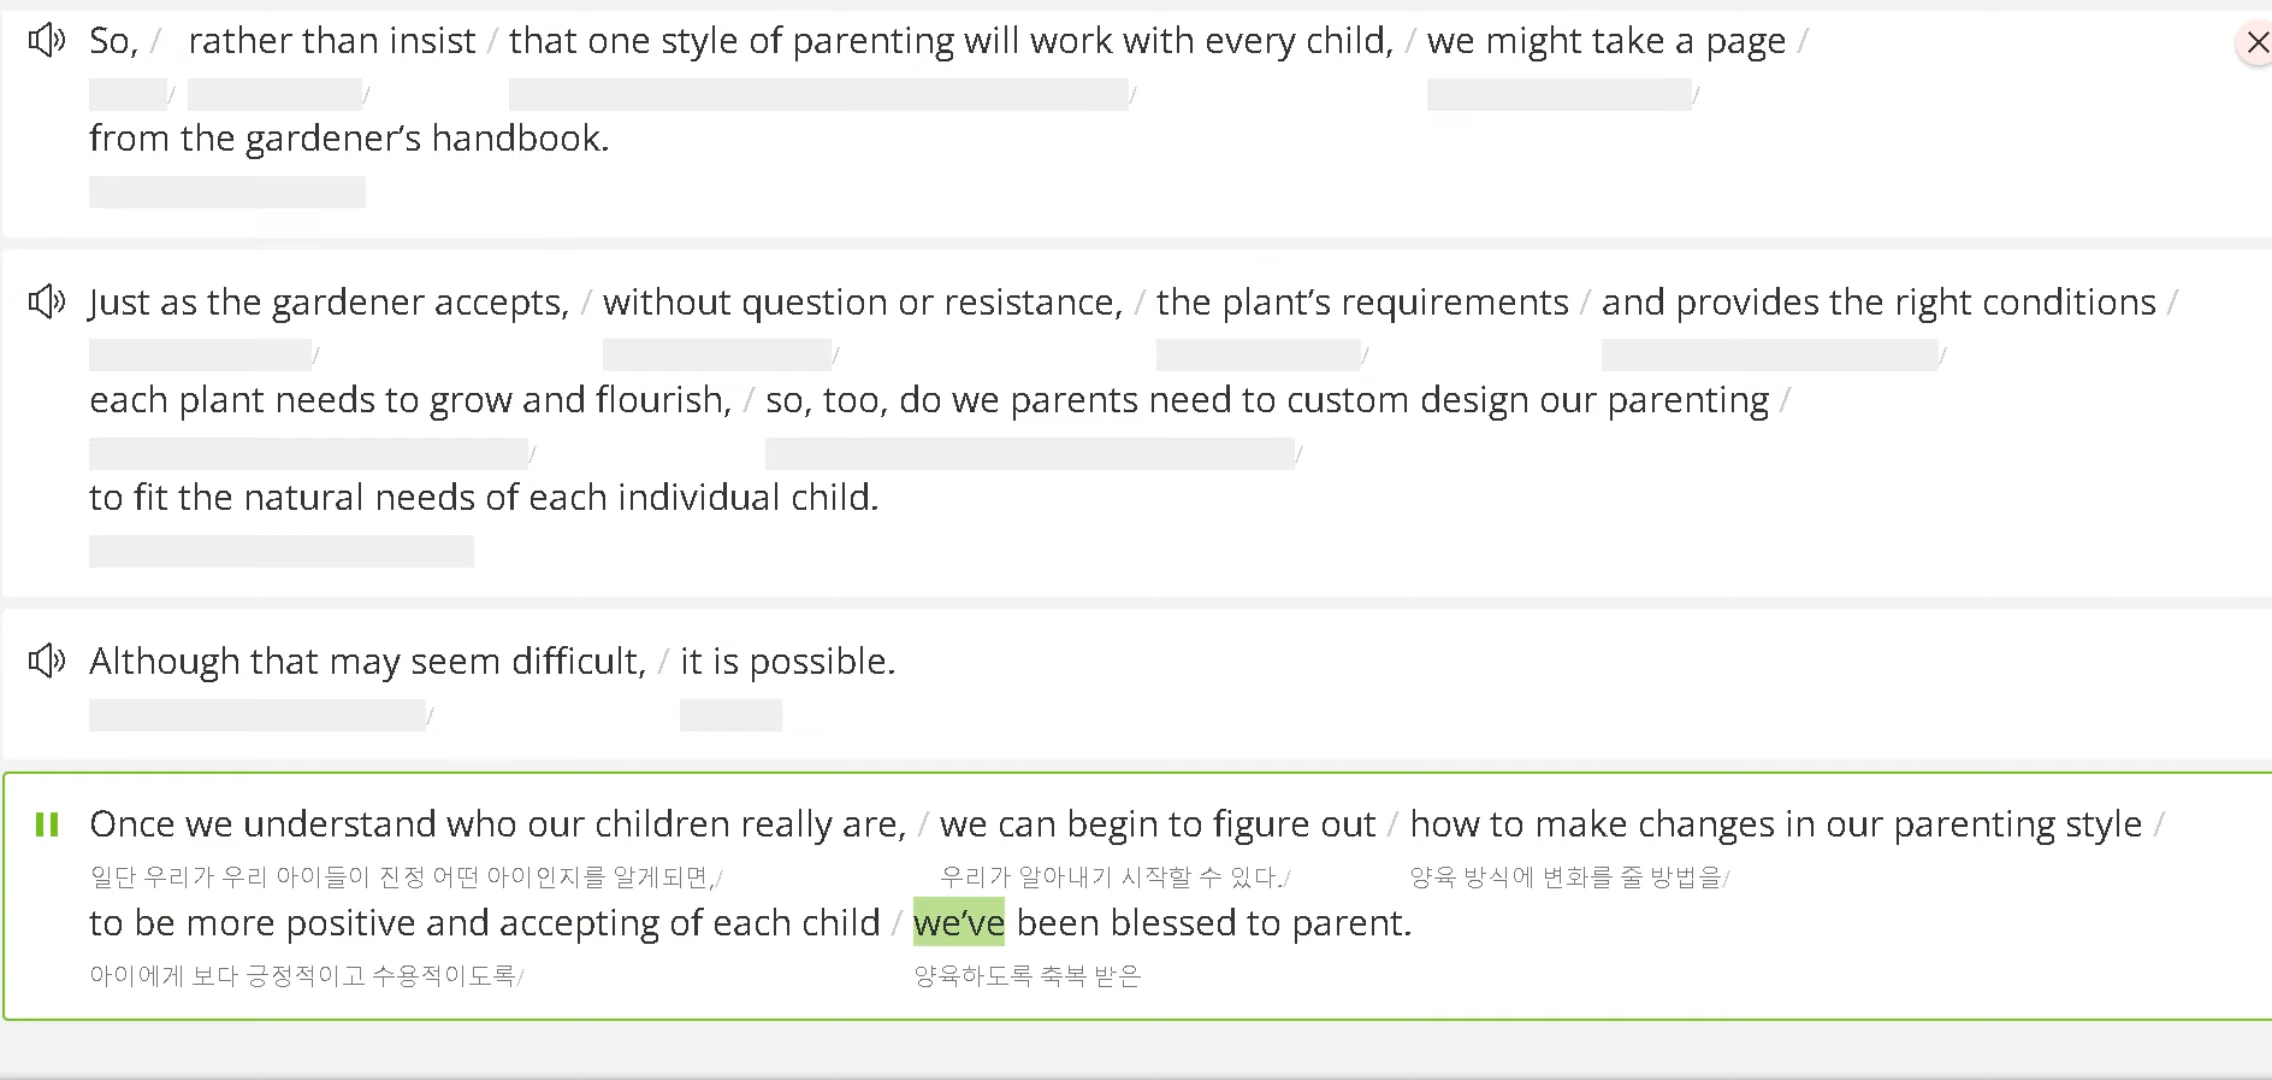 So, / rather than insist / that one style of parenting will work with every child, / we might take a page /
/ / / /
from the gardener's handbook.
Just as the gardener accepts, / without question or resistance, / the plant's requirements / and provides the right conditions /
/ / / /
each plant needs to grow and flourish, / so, too, do we parents need to custom design our parenting /
/ /
to fit the natural needs of each individual child.
Although that may seem difficult, / it is possible.
/
Once we understand who our children really are, / we can begin to figure out / how to make changes in our parenting style /
일단 우리가 우리 아이들이 진정 어떤 아이인지를 알게되면,/ 우리가 알아내기 시작할 수 있다./ 양육 방식에 변화를 줄 방법을/
to be more positive and accepting of each child / we've been blessed to parent.
아이에게 보다 긍정적이고 수용적이도록/ 양육하도록 축복 받은